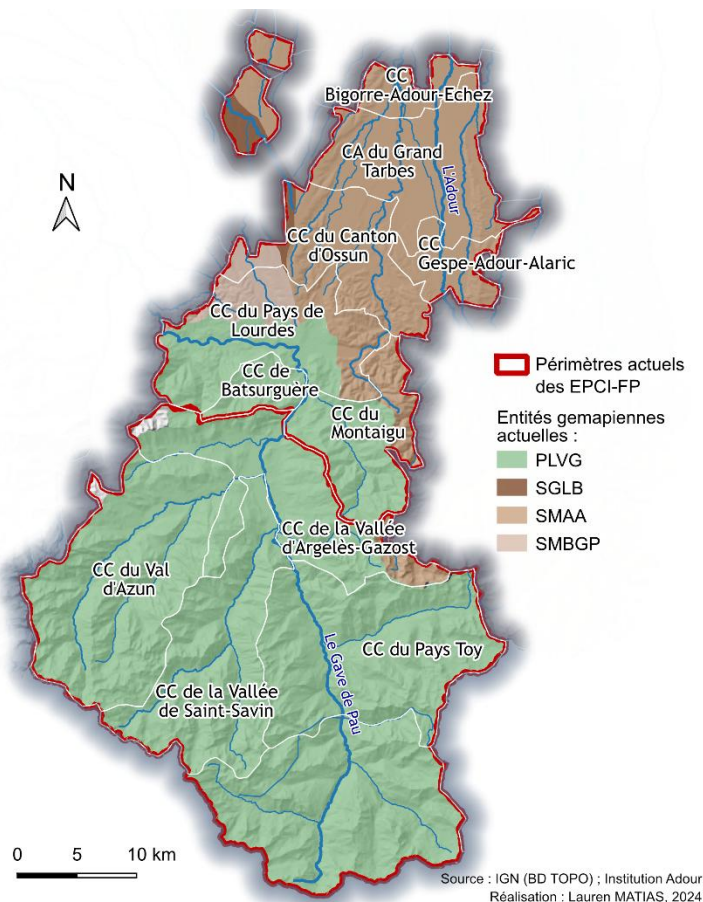 CC
Bigorre-Adour-Echez
CA du Grand
Tarbes
L'Adour
N
CC du Canton
d'Ossun
CC
Gespe-Adour-Alaric
CC du Pays de
Lourdes
CC de
Batsurguère
CC du
Montaigu
Périmètres actuels
des EPCI-FP
Entités gemapiennes
actuelles :
PLVG
SGLB
SMAA
SMBGP
CC de la Vallée
d'Argelès-Gazost
CC du Val
d'Azun
CC du Pays Toy
Le Gave de Pau
CC de la Vallée
de Saint-Savin
0 5 10 km
Source : IGN (BD TOPO) ; Institution Adour
Réalisation : Lauren MATIAS, 2024